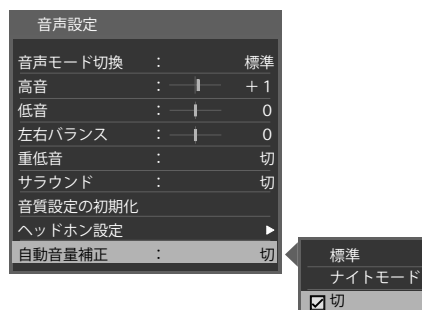 音声設定
音声モード切換 : 標準
高音 : +1
低音 : 0
左右バランス : 0
重低音 : 切
サラウンド : 切
音質設定の初期化
ヘッドホン設定
自動音量補正 : 切
標準
ナイトモード
切